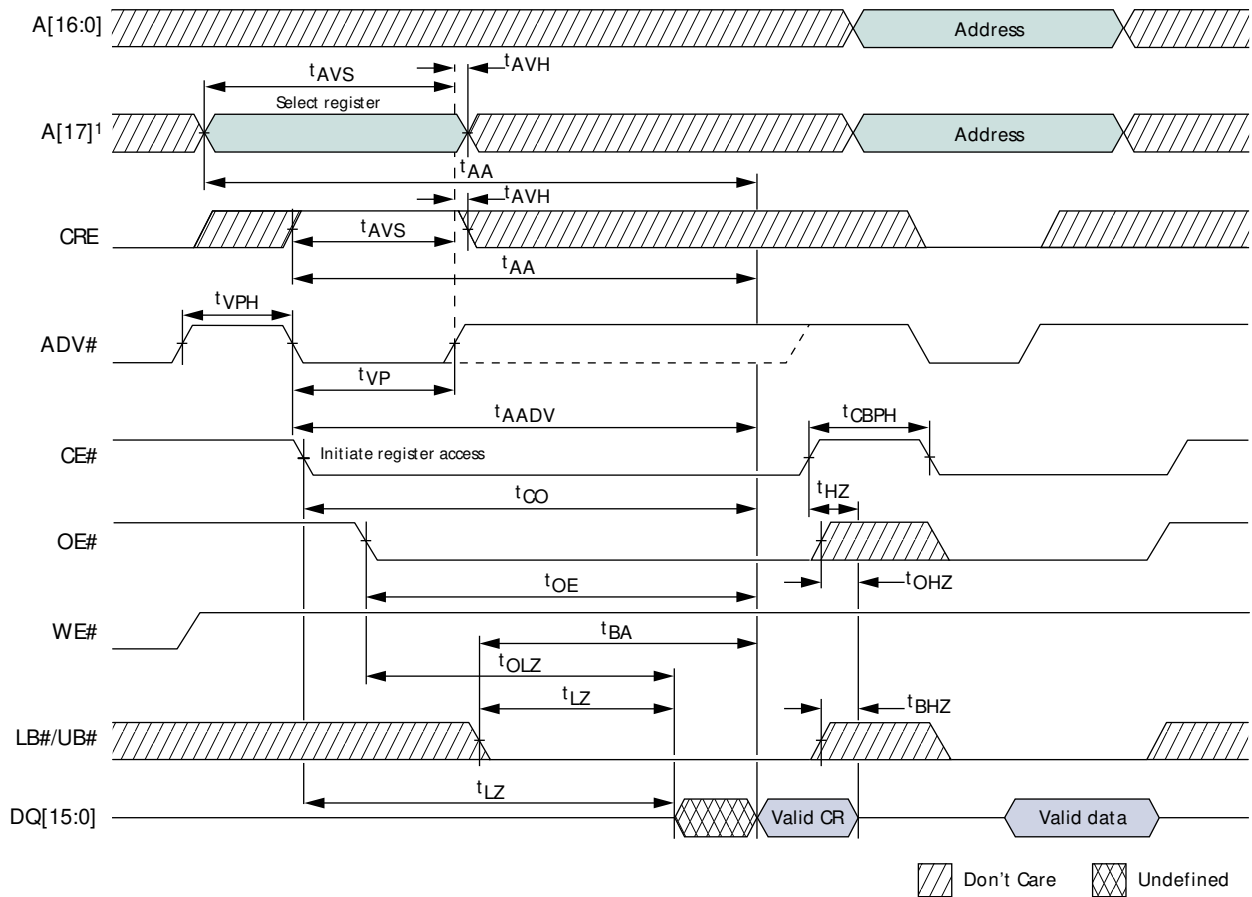 A[16:0] Address
tAVS tAVH
Select register
A[17]1 Address
tAA
tAVH
CRE tAVS
tAA
tVPH
ADV#
tVP
tAADV tCBPH
CE# Initiate register access
tCO tHZ
OE#
tOE tOHZ
WE#
tBA
tOLZ
tLZ tBHZ
LB#/UB#
tLZ
DQ[15:0] Valid CR Valid data
Don't Care Undefined